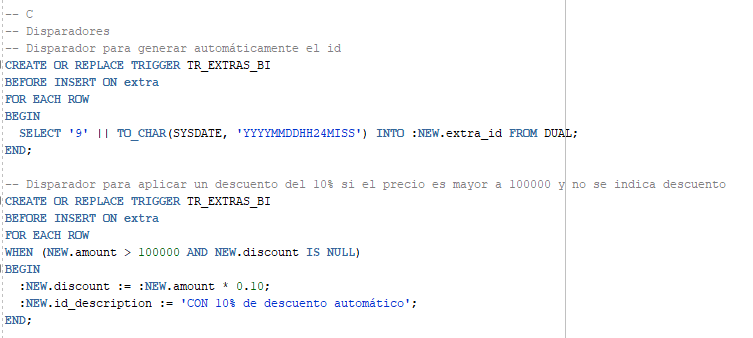 -- C
-- Disparadores
-- Disparador para generar automáticamente el id
CREATE OR REPLACE TRIGGER TR_EXTRAS_BI
BEFORE INSERT ON extra
FOR EACH ROW
BEGIN
  SELECT '9' || TO_CHAR(SYSDATE, 'YYYYMMDDHH24MISS') INTO :NEW.extra_id FROM DUAL;
END;

-- Disparador para aplicar un descuento del 10% si el precio es mayor a 100000 y no se indica descuento
CREATE OR REPLACE TRIGGER TR_EXTRAS_BI
BEFORE INSERT ON extra
FOR EACH ROW
WHEN (NEW.amount > 100000 AND NEW.discount IS NULL)
BEGIN
  :NEW.discount := :NEW.amount * 0.10;
  :NEW.id_description := 'CON 10% de descuento automático';
END;